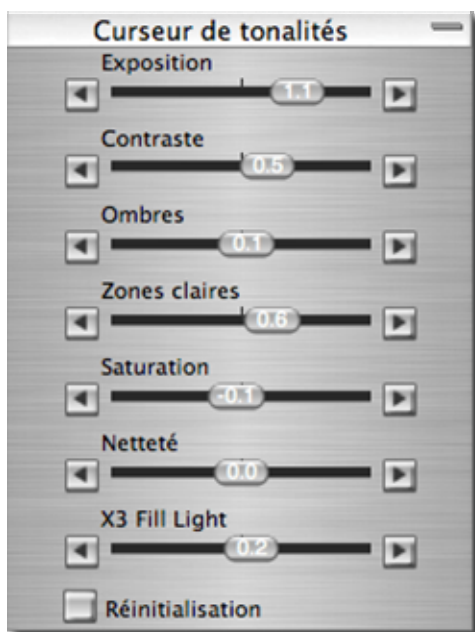 Curseur de tonalités
Exposition
1.1
Contraste
0.5
Ombres
0.1
Zones claires
0.6
Saturation
-0.1
Netteté
0.0
X3 Fill Light
0.2
Réinitialisation